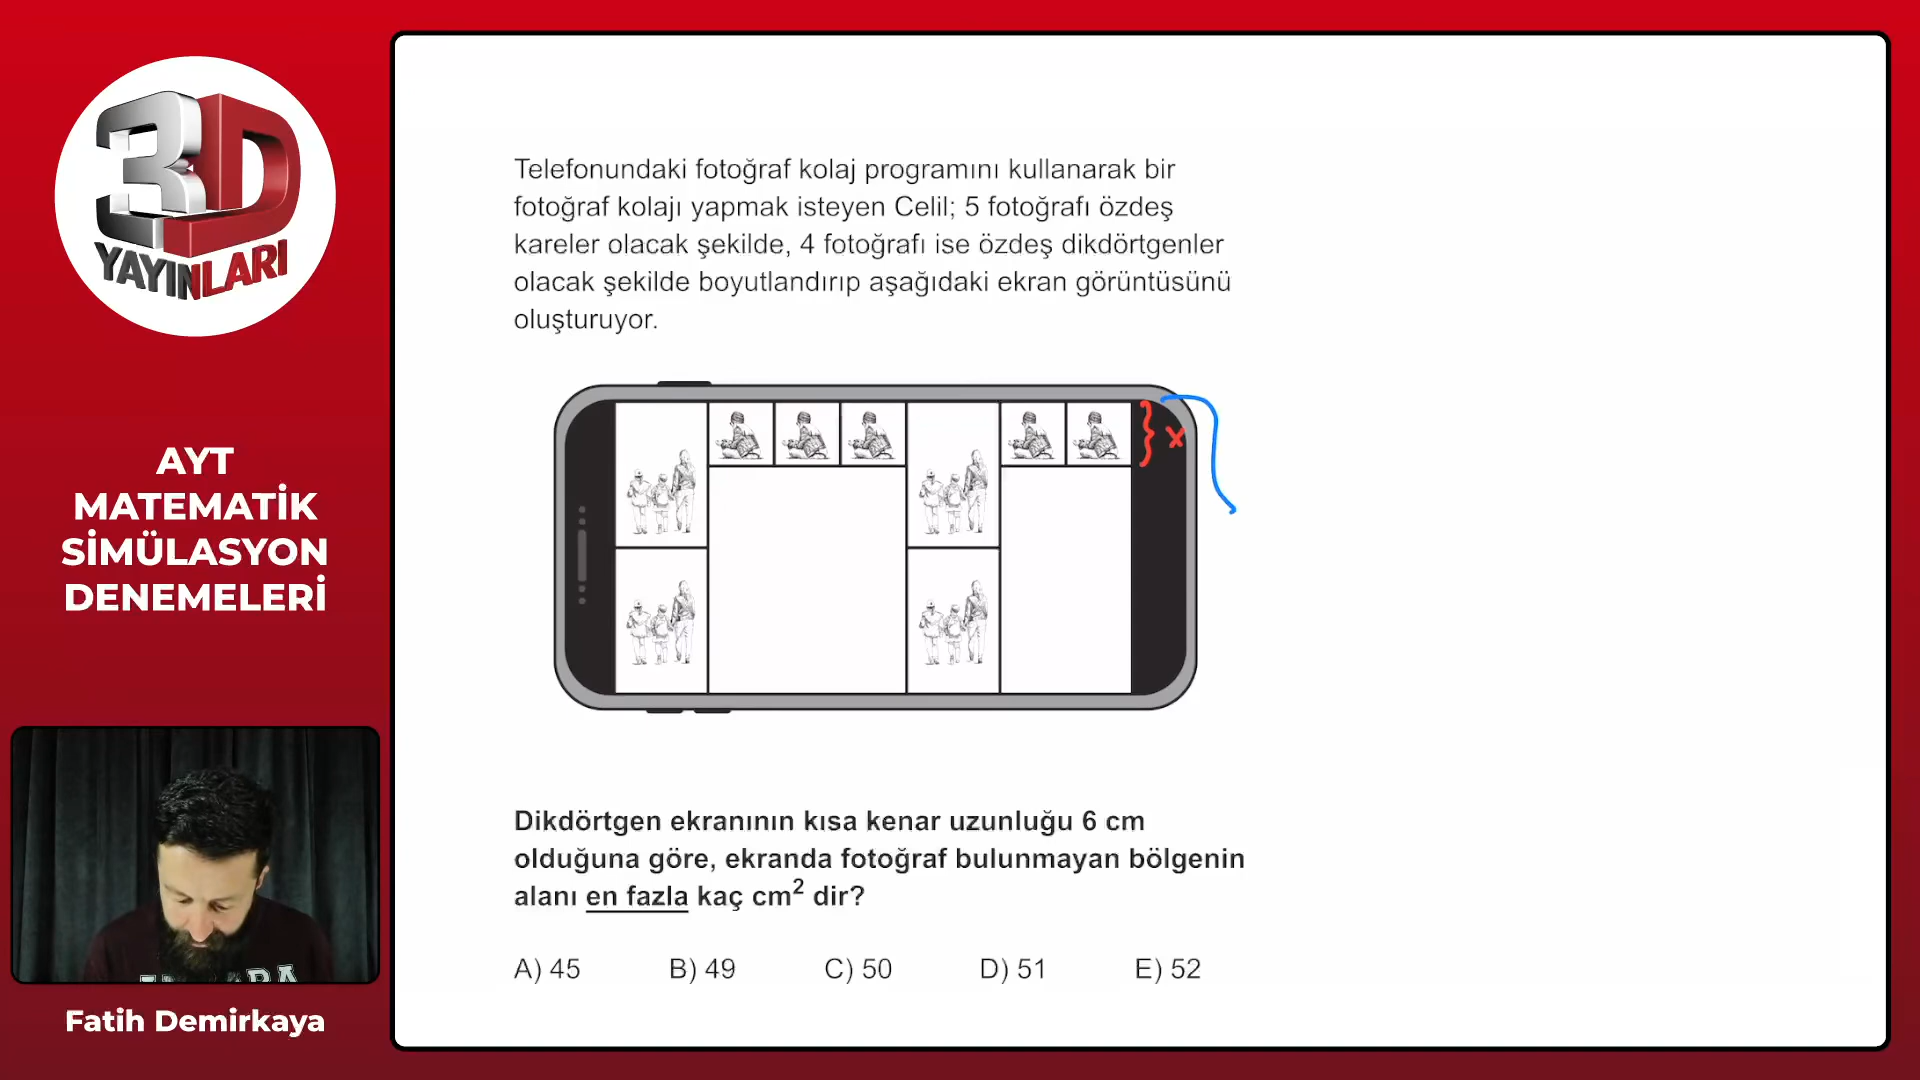 3D
YAYINLARI
AYT
MATEMATİK
SİMÜLASYON
DENEMELERİ
Fatih Demirkaya
Telefonundaki fotoğraf kolaj programını kullanarak bir
fotoğraf kolajı yapmak isteyen Celil; 5 fotoğrafı özdeş
kareler olacak şekilde, 4 fotoğrafı ise özdeş dikdörtgenler
olacak şekilde boyutlandırıp aşağıdaki ekran görüntüsünü
oluşturuyor.
x
Dikdörtgen ekranının kısa kenar uzunluğu 6 cm
olduğuna göre, ekranda fotoğraf bulunmayan bölgenin
alanı en fazla kaç cm² dir?
A) 45 B) 49 C) 50 D) 51 E) 52